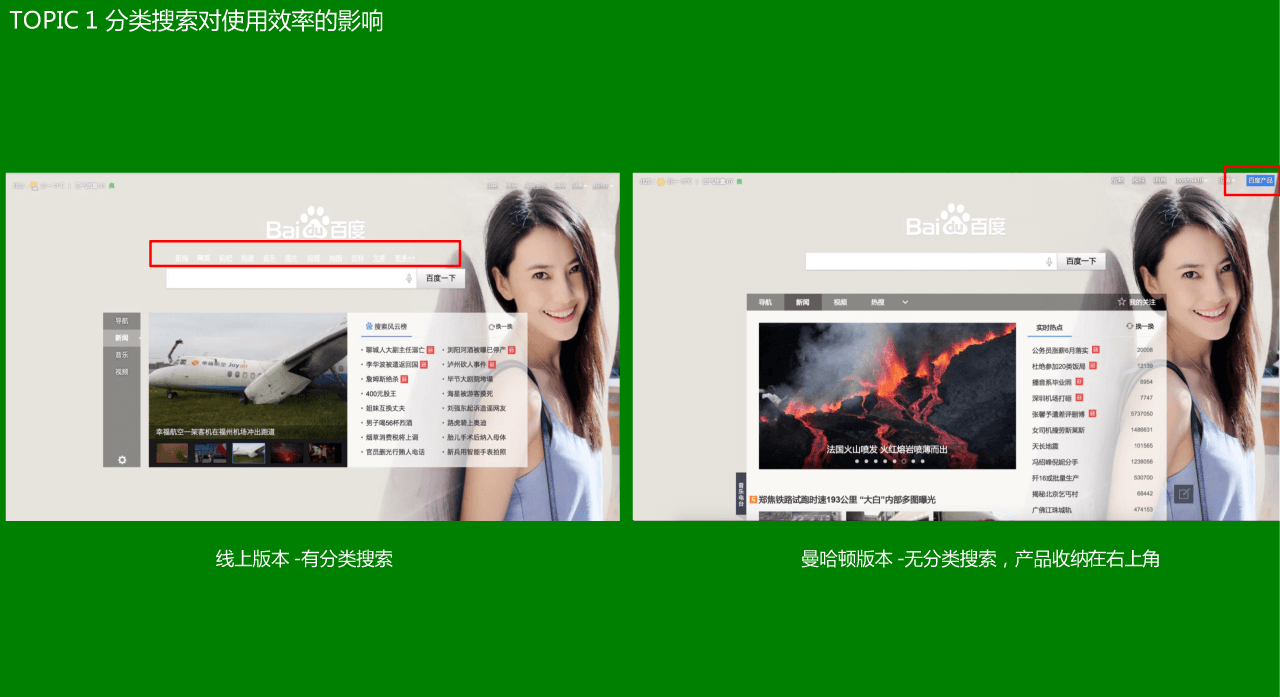 TOPIC 1 分类搜索对使用效率的影响
Bai du 百度
百度一下
导航
新闻
音乐
视频
幸福航空一架客机在福州机场冲出跑道
搜索风云榜
换一换
聊城人大副主任溺亡
浏阳河酒被曝已停产
李华波被遣返回国
泸州砍人事件
詹姆斯绝杀
毕节大剧院垮塌
400元股王
海星被游客摸死
姐妹互换丈夫
刘强东起诉造谣网友
男子喝56杯烈酒
路虎骑上奥迪
烟草消费税将上调
胎儿手术后纳入母体
官员删光行贿人电话
新兵用智能手表拍照
百度产品
Bai du 百度
百度一下
导航
新闻
视频
热搜
我的关注
法国火山喷发 火红熔岩喷薄而出
实时热点
换一换
公务员涨薪6月落实 20008
杜绝参加20类饭局 12139
播音系毕业照 8954
深圳机场打砸 7747
张馨予遭差评删博 5737050
女司机撞劳斯莱斯 1486631
天长地震 101565
冯绍峰倪妮分手 1238056
歼16或批量生产 530700
揭秘北京乞丐村 68442
广佛江珠城轨 474153
音乐电台
郑焦铁路试跑时速193公里 “大白”内部多图曝光
线上版本 -有分类搜索
曼哈顿版本 -无分类搜索，产品收纳在右上角